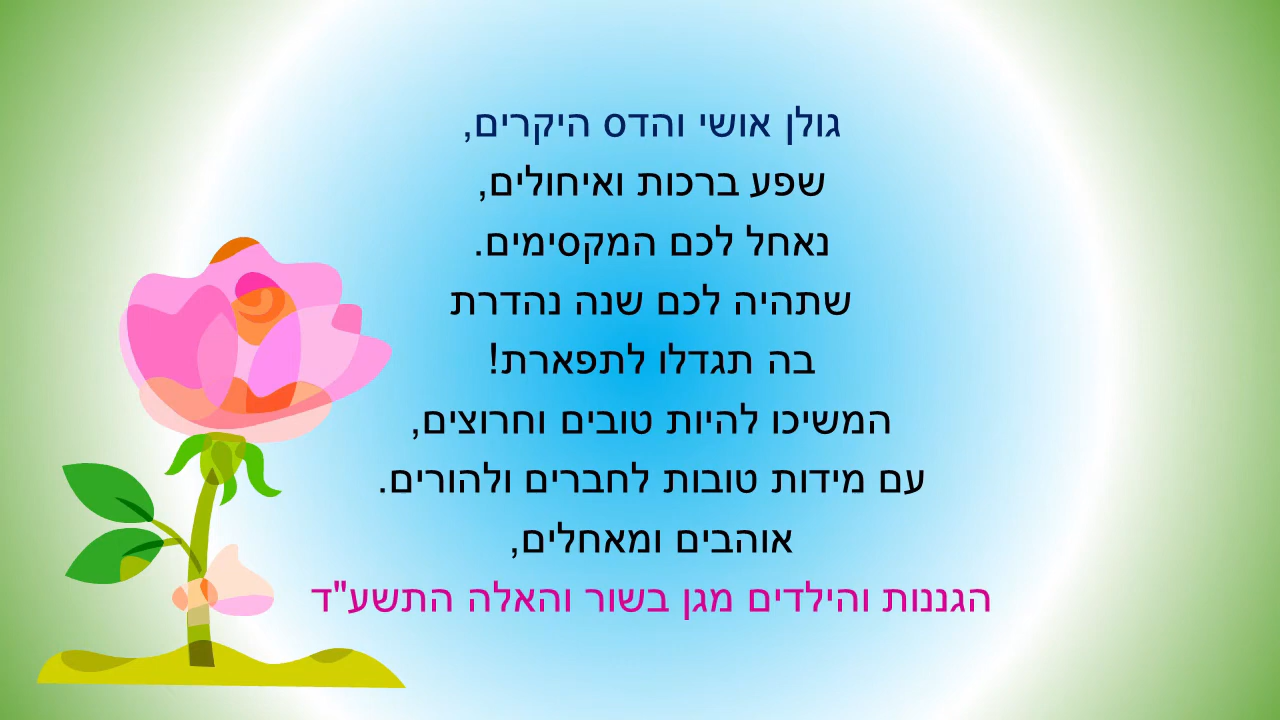 גולן אושי והדס היקרים,
שפע ברכות ואיחולים,
נאחל לכם המקסימים.
שתהיה לכם שנה נהדרת
בה תגדלו לתפארת!
המשיכו להיות טובים וחרוצים,
עם מידות טובות לחברים ולהורים.
אוהבים ומאחלים,
הגננות והילדים מגן בשור והאלה התשע"ד